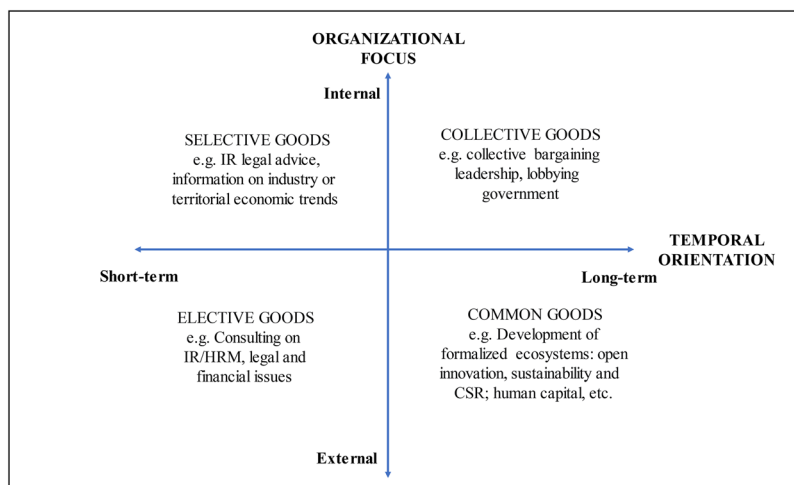 ORGANIZATIONAL
FOCUS
Internal
SELECTIVE GOODS
e.g. IR legal advice,
information on industry or
territorial economic trends
COLLECTIVE GOODS
e.g. collective bargaining
leadership, lobbying
government
TEMPORAL
ORIENTATION
Short-term
Long-term
ELECTIVE GOODS
e.g. Consulting on
IR/HRM, legal and
financial issues
COMMON GOODS
e.g. Development of
formalized ecosystems: open
innovation, sustainability and
CSR; human capital, etc.
External